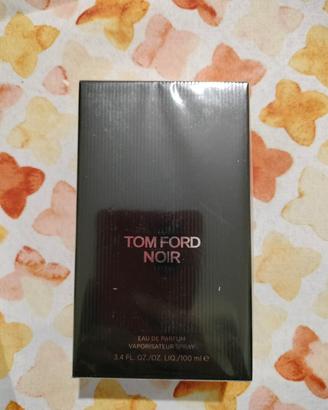 TOM FORD
NOIR
EAU DE PARFUM
VAPORISATEUR SPRAY
3.4 FL. OZ./OZ. LIQ./100 ml ℮